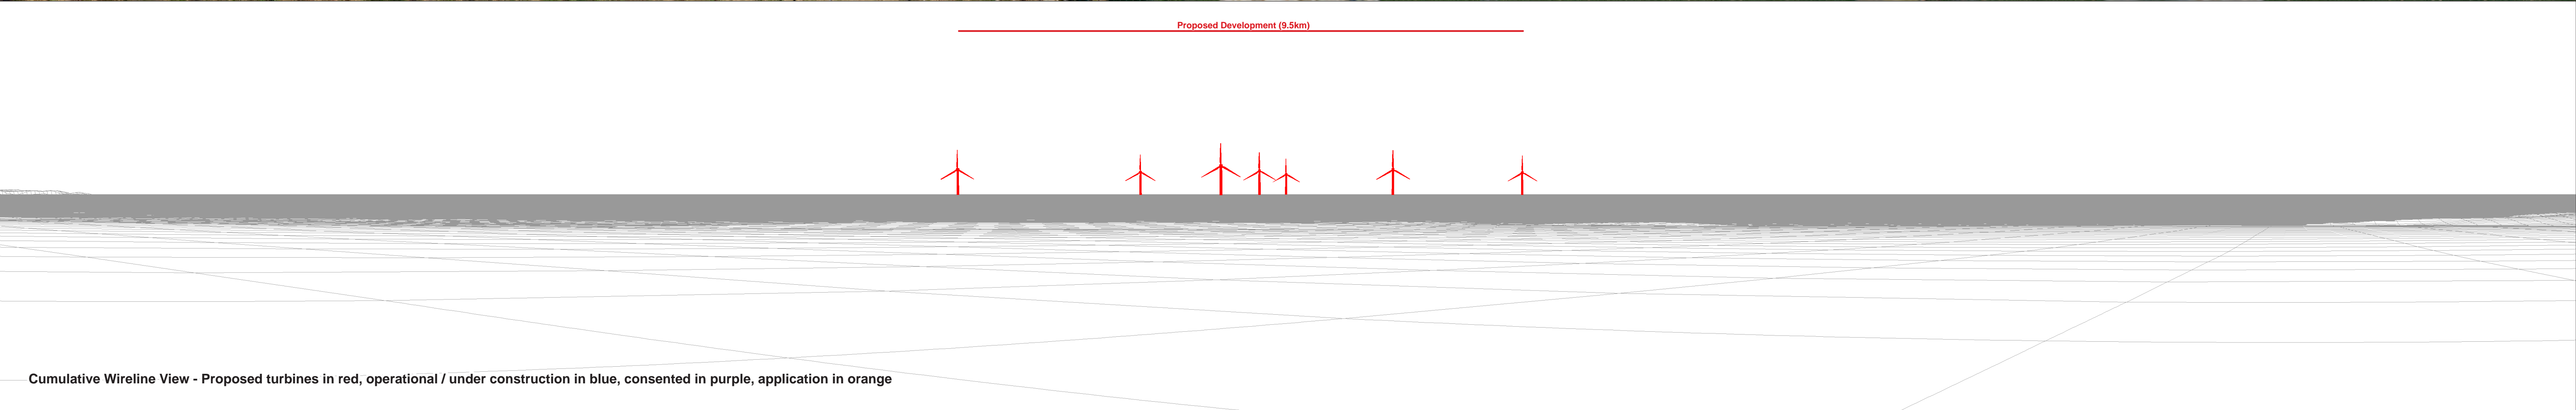 Proposed Development (9.5km)
Cumulative Wireline View - Proposed turbines in red, operational / under construction in blue, consented in purple, application in orange